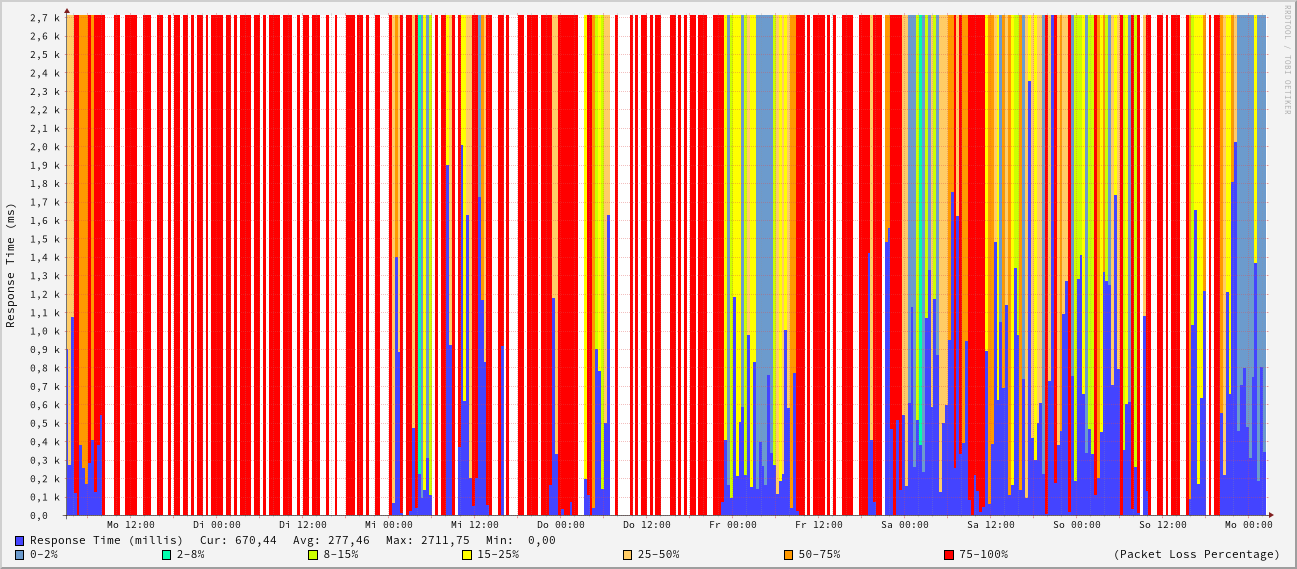 RRDTOOL / TOBI OETIKER
Response Time (ms)
2,7 k
2,6 k
2,5 k
2,4 k
2,3 k
2,2 k
2,1 k
2,0 k
1,9 k
1,8 k
1,7 k
1,6 k
1,5 k
1,4 k
1,3 k
1,2 k
1,1 k
1,0 k
0,9 k
0,8 k
0,7 k
0,6 k
0,5 k
0,4 k
0,3 k
0,2 k
0,1 k
0,0
Mo 12:00 Di 00:00 Di 12:00 Mi 00:00 Mi 12:00 Do 00:00 Do 12:00 Fr 00:00 Fr 12:00 Sa 00:00 Sa 12:00 So 00:00 So 12:00 Mo 00:00
Response Time (millis) Cur: 670,44 Avg: 277,46 Max: 2711,75 Min: 0,00
0-2% 2-8% 8-15% 15-25% 25-50% 50-75% 75-100% (Packet Loss Percentage)